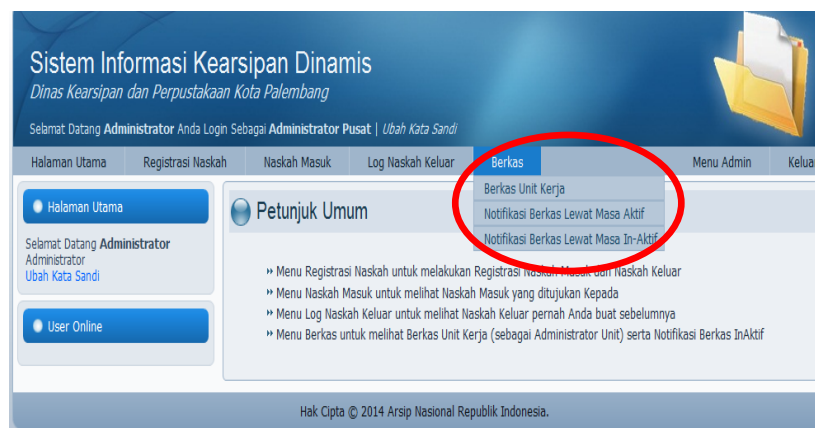 Sistem Informasi Kearsipan Dinamis
Dinas Kearsipan dan Perpustakaan Kota Palembang
Selamat Datang Administrator Anda Login Sebagai Administrator Pusat | Ubah Kata Sandi
Halaman Utama Registrasi Naskah Naskah Masuk Log Naskah Keluar Berkas Menu Admin Kelua
Berkas Unit Kerja
Notifikasi Berkas Lewat Masa Aktif
Notifikasi Berkas Lewat Masa In-Aktif
Halaman Utama
Selamat Datang Administrator
Administrator
Ubah Kata Sandi
User Online
Petunjuk Umum
» Menu Registrasi Naskah untuk melakukan Registrasi Naskah Masuk dan Naskah Keluar
» Menu Naskah Masuk untuk melihat Naskah Masuk yang ditujukan Kepada
» Menu Log Naskah Keluar untuk melihat Naskah Keluar pernah Anda buat sebelumnya
» Menu Berkas untuk melihat Berkas Unit Kerja (sebagai Administrator Unit) serta Notifikasi Berkas InAktif
Hak Cipta © 2014 Arsip Nasional Republik Indonesia.